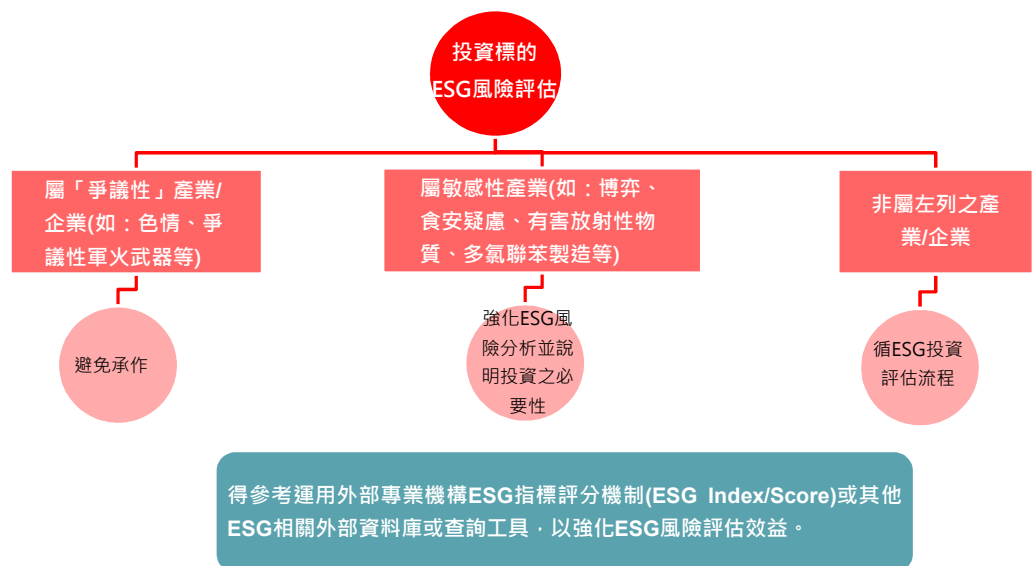 投資標的
ESG風險評估
屬「爭議性」產業/
企業(如：色情、爭
議性軍火武器等)
屬敏感性產業(如：博弈、
食安疑慮、有害放射性物
質、多氯聯苯製造等)
非屬左列之產
業/企業
避免承作
強化ESG風
險分析並說
明投資之必
要性
循ESG投資
評估流程
得參考運用外部專業機構ESG指標評分機制(ESG Index/Score)或其他
ESG相關外部資料庫或查詢工具，以強化ESG風險評估效益。